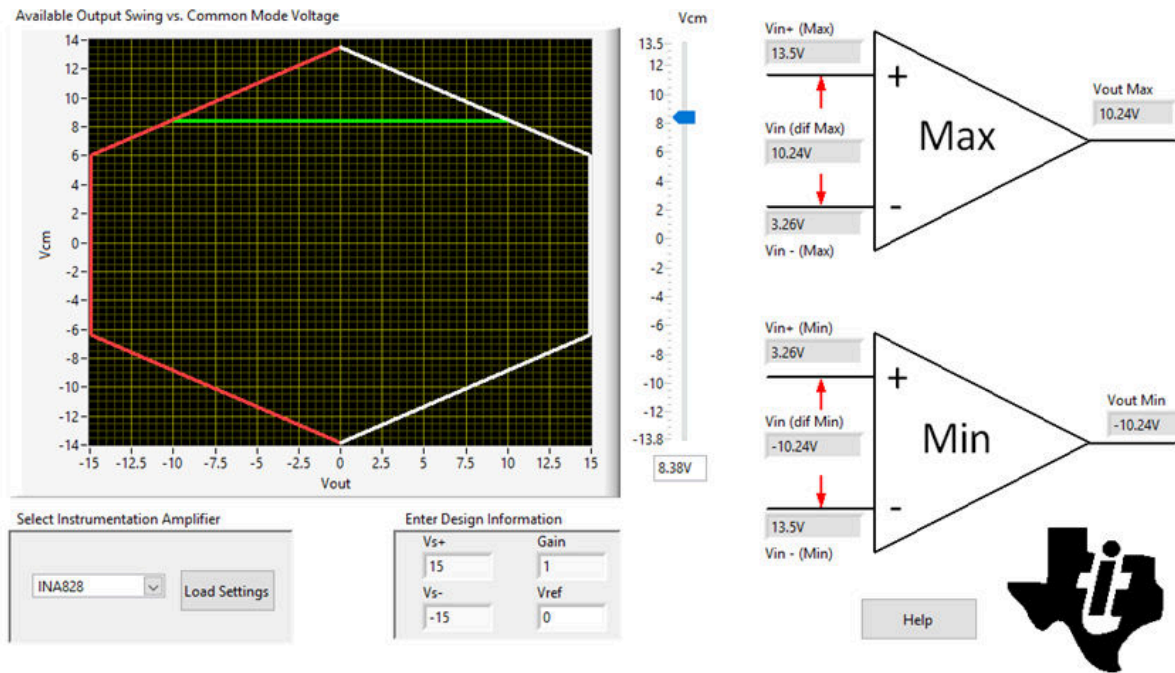 Available Output Swing vs. Common Mode Voltage
14
12
10
8
6
4
2
0
-2
-4
-6
-8
-10
-12
-14
Vcm
-15 -12.5 -10 -7.5 -5 -2.5 0 2.5 5 7.5 10 12.5 15
Vout
Vcm
13.5
12
10
8
6
4
2
0
-2
-4
-6
-8
-10
-12
-13.8
8.38V
Vin+ (Max)
13.5V
Vin (dif Max)
10.24V
3.26V
Vin - (Max)
+
-
Max
Vout Max
10.24V
Vin+ (Min)
3.26V
Vin (dif Min)
-10.24V
13.5V
Vin - (Min)
+
-
Min
Vout Min
-10.24V
Select Instrumentation Amplifier
INA828
Load Settings
Enter Design Information
Vs+ Gain
15 1
Vs- Vref
-15 0
Help
ti